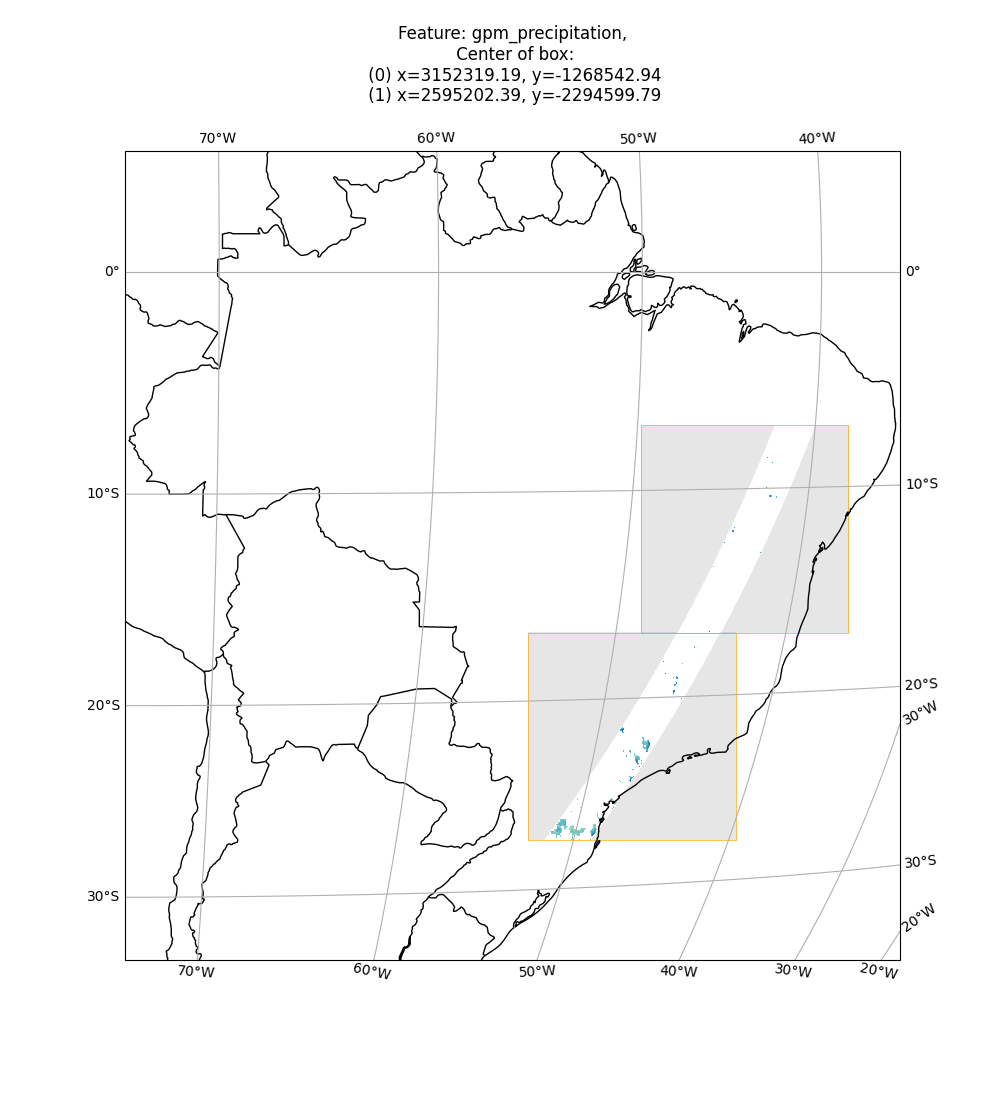 Feature: gpm_precipitation,
Center of box:
(0) x=3152319.19, y=-1268542.94
(1) x=2595202.39, y=-2294599.79
70°W 60°W 50°W 40°W
0° 0°
10°S 10°S
20°S 20°S
30°W
30°S 30°S
20°W
70°W 60°W 50°W 40°W 30°W 20°W